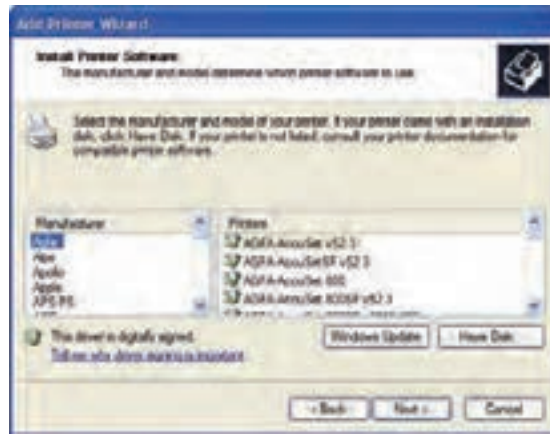 Add Printer Wizard
Install Printer Software
The manufacturer and model determine which printer software to use.
Select the manufacturer and model of your printer. If your printer came with an installation
disk, click Have Disk. If your printer is not listed, consult your printer documentation for
compatible printer software.
Manufacturer
Agfa
Alps
Apollo
Apple
APS-PS
Printers
AGFA-AccuSet v52.3
AGFA-AccuSetSF v52.3
AGFA-AccuSet 800
AGFA-AccuSet 800SF v52.3
This driver is digitally signed.
Tell me why driver signing is important
Windows Update
Have Disk...
< Back
Next >
Cancel